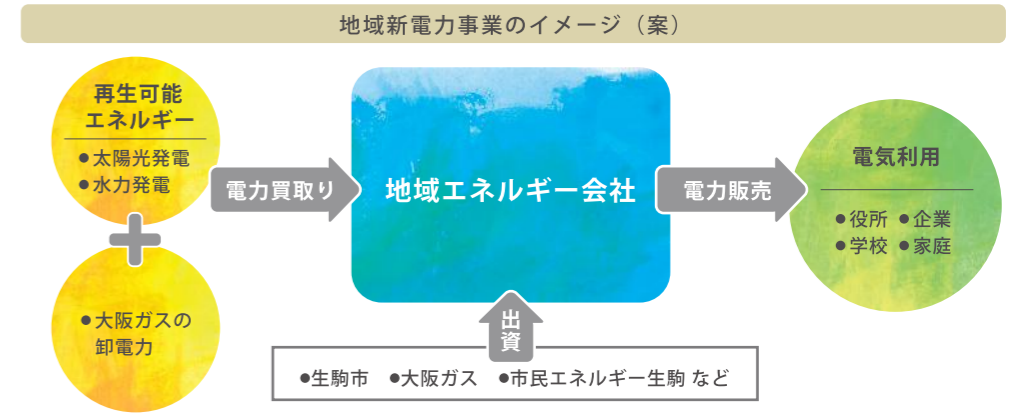 地域新電力事業のイメージ（案）
再生可能
エネルギー
●太陽光発電
●水力発電
●大阪ガスの
卸電力
電力買取り
地域エネルギー会社
電力販売
電気利用
●役所 ●企業
●学校 ●家庭
出資
●生駒市 ●大阪ガス ●市民エネルギー生駒 など